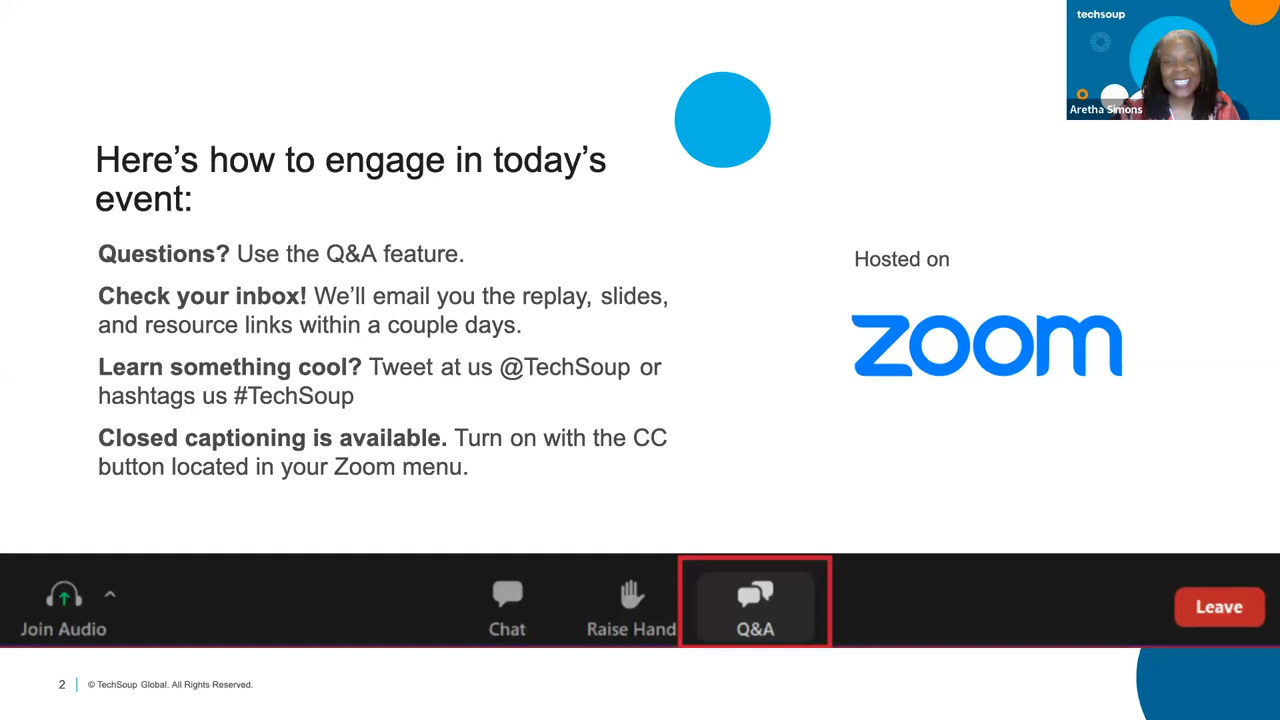 techsoup
Aretha Simons
Here’s how to engage in today’s
event:
Questions? Use the Q&A feature.
Check your inbox! We’ll email you the replay, slides,
and resource links within a couple days.
Learn something cool? Tweet at us @TechSoup or
hashtags us #TechSoup
Closed captioning is available. Turn on with the CC
button located in your Zoom menu.
Hosted on
zoom
Join Audio
Chat
Raise Hand
Q&A
Leave
2
© TechSoup Global. All Rights Reserved.